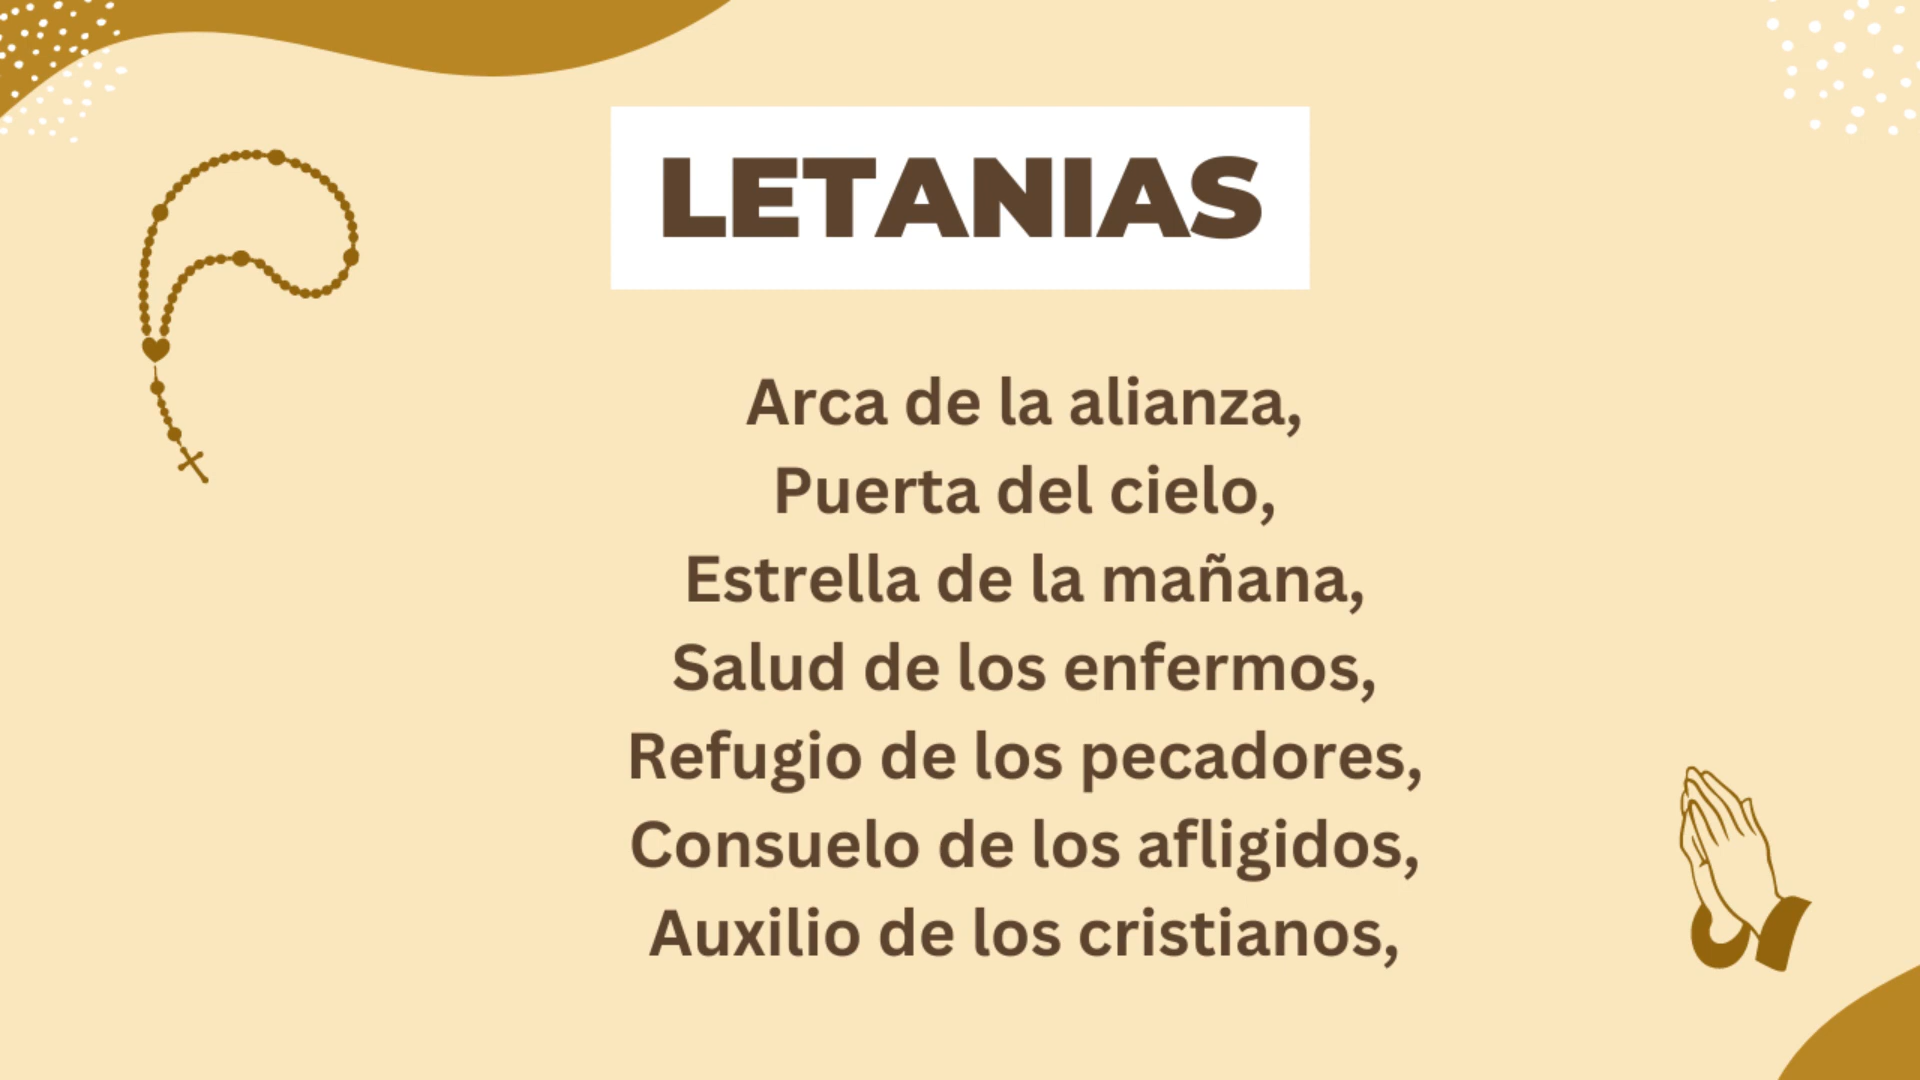 LETANIAS
Arca de la alianza,
Puerta del cielo,
Estrella de la mañana,
Salud de los enfermos,
Refugio de los pecadores,
Consuelo de los afligidos,
Auxilio de los cristianos,